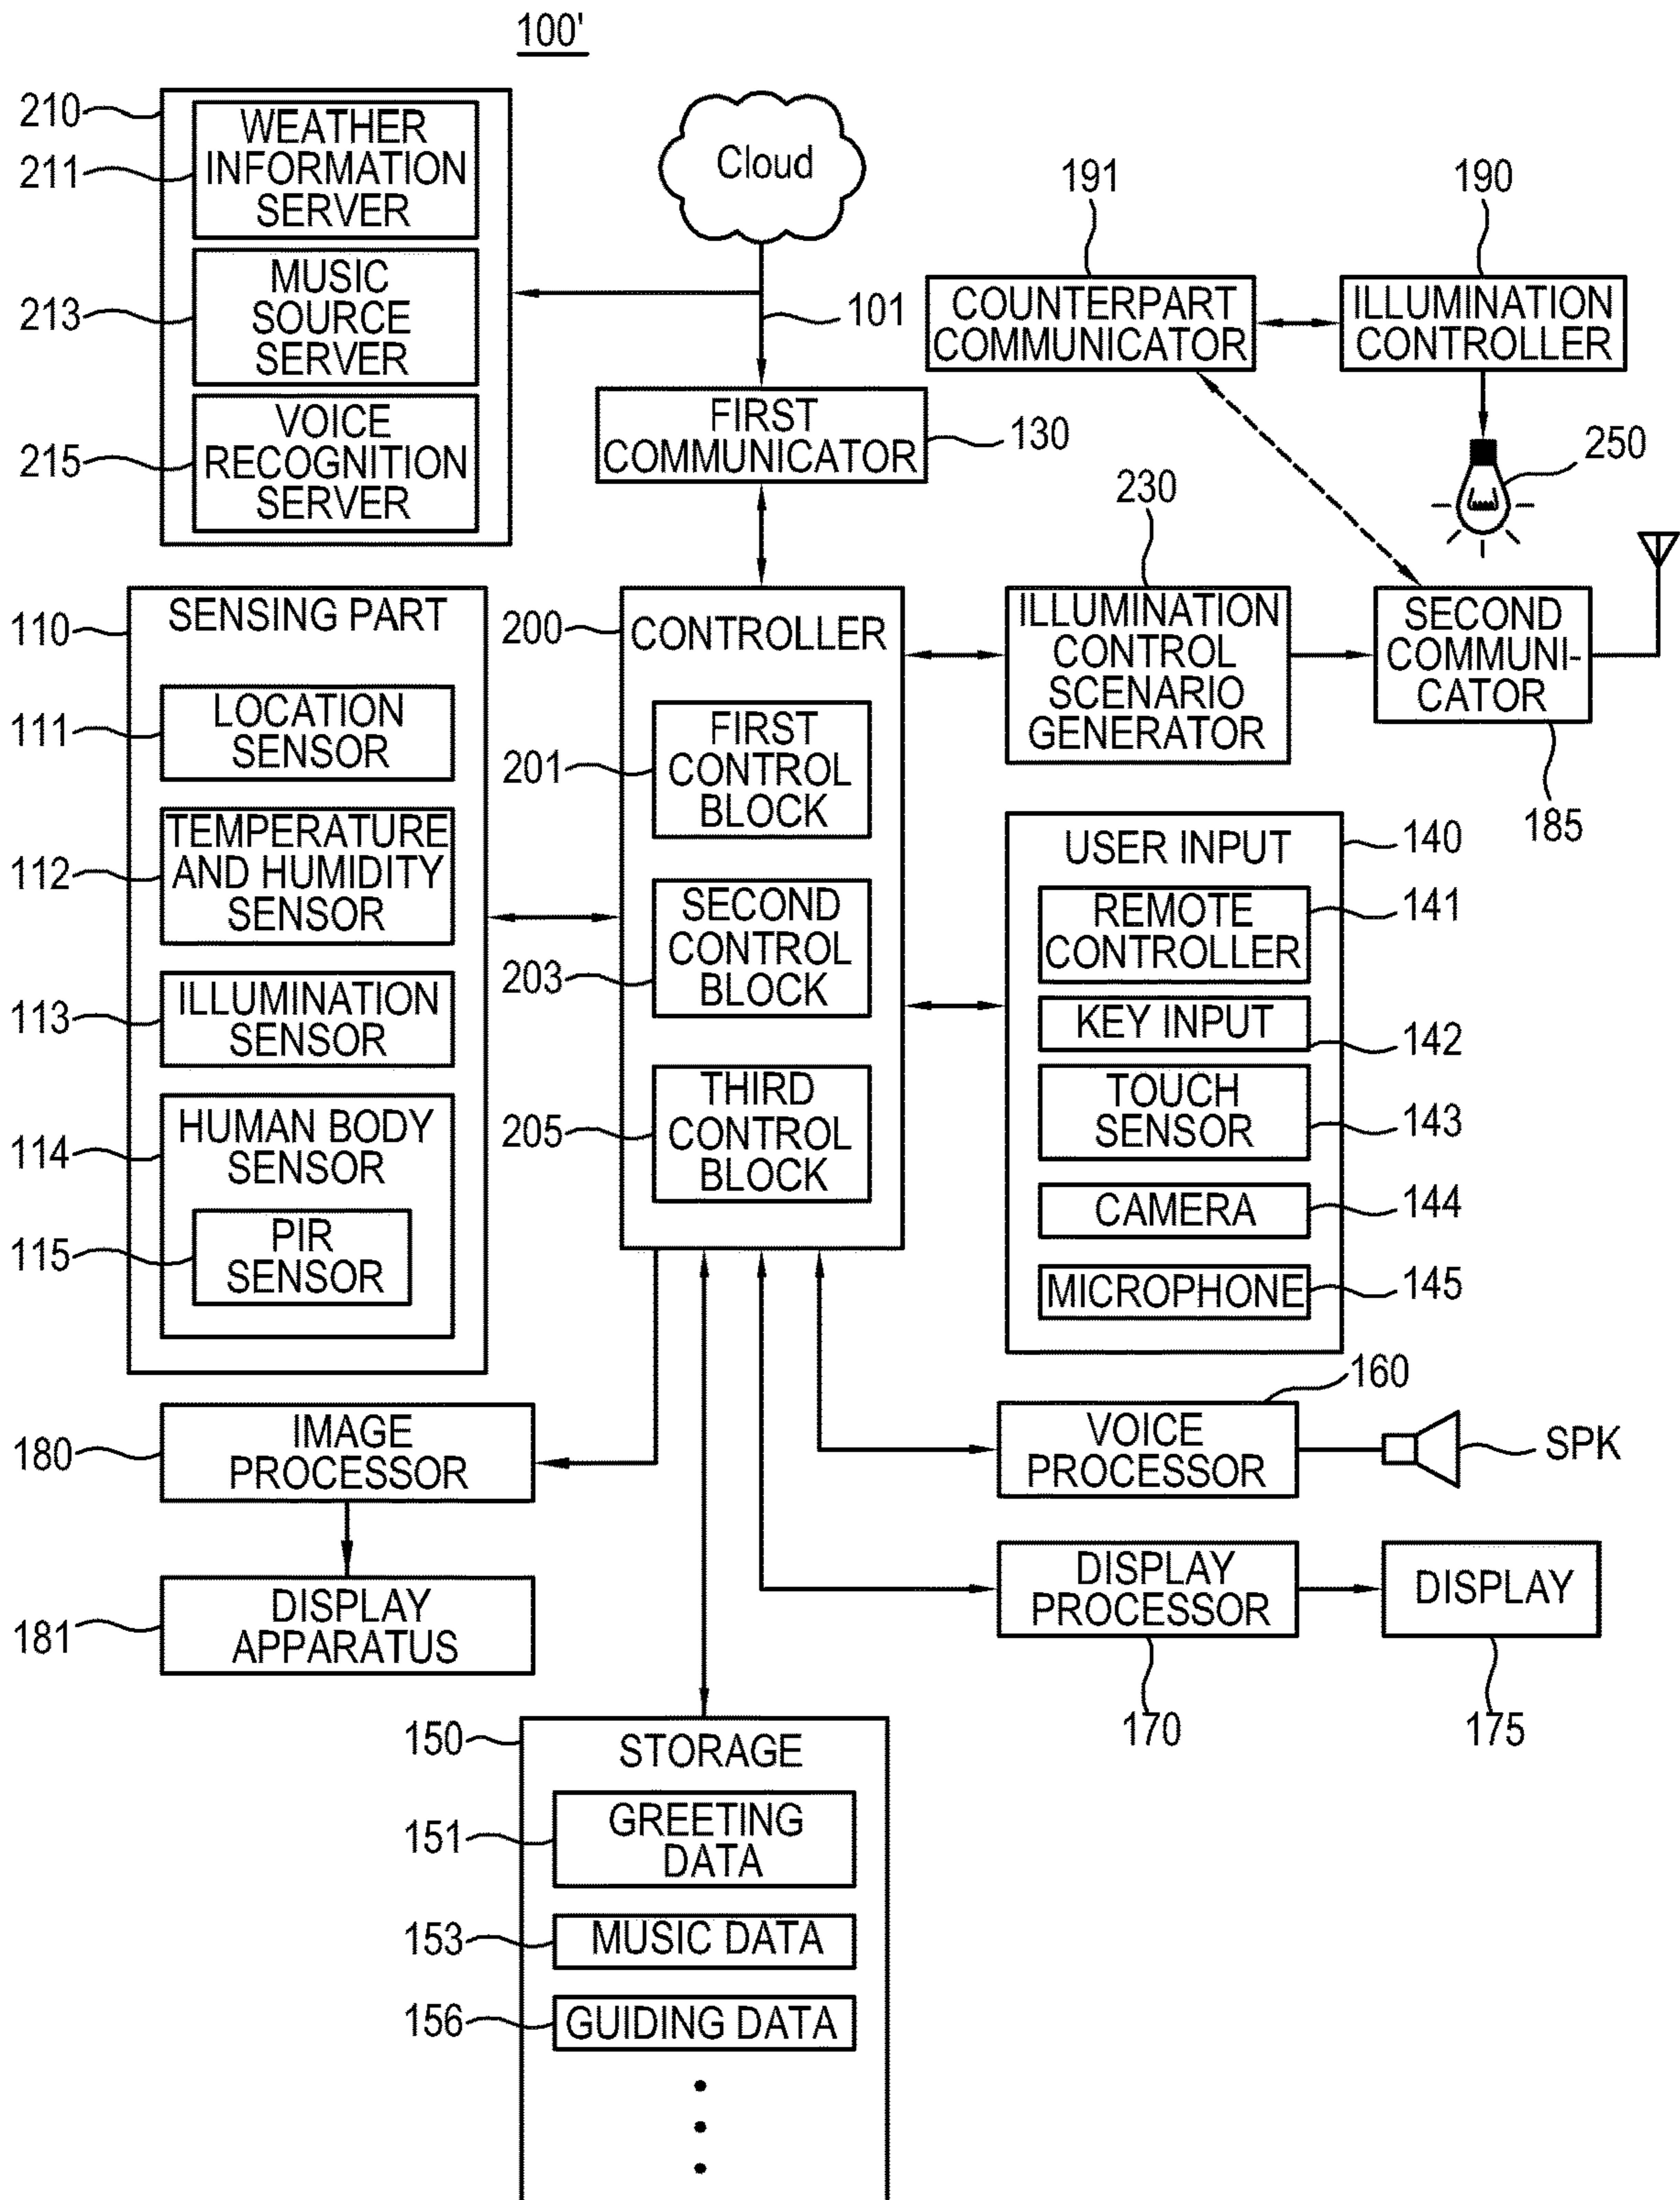 100'
210
WEATHER
INFORMATION
SERVER
211
MUSIC
SOURCE
SERVER
213
VOICE
RECOGNITION
SERVER
215
Cloud
101
FIRST
COMMUNICATOR
130
191
COUNTERPART
COMMUNICATOR
190
ILLUMINATION
CONTROLLER
250
230
ILLUMINATION
CONTROL
SCENARIO
GENERATOR
SECOND
COMMUNI-
CATOR
185
110
SENSING PART
111
LOCATION
SENSOR
112
TEMPERATURE
AND HUMIDITY
SENSOR
113
ILLUMINATION
SENSOR
114
HUMAN BODY
SENSOR
115
PIR
SENSOR
200
CONTROLLER
201
FIRST
CONTROL
BLOCK
203
SECOND
CONTROL
BLOCK
205
THIRD
CONTROL
BLOCK
USER INPUT
140
REMOTE
CONTROLLER
141
KEY INPUT
142
TOUCH
SENSOR
143
CAMERA
144
MICROPHONE
145
180
IMAGE
PROCESSOR
181
DISPLAY
APPARATUS
160
VOICE
PROCESSOR
SPK
DISPLAY
PROCESSOR
170
DISPLAY
175
150
STORAGE
151
GREETING
DATA
153
MUSIC DATA
156
GUIDING DATA